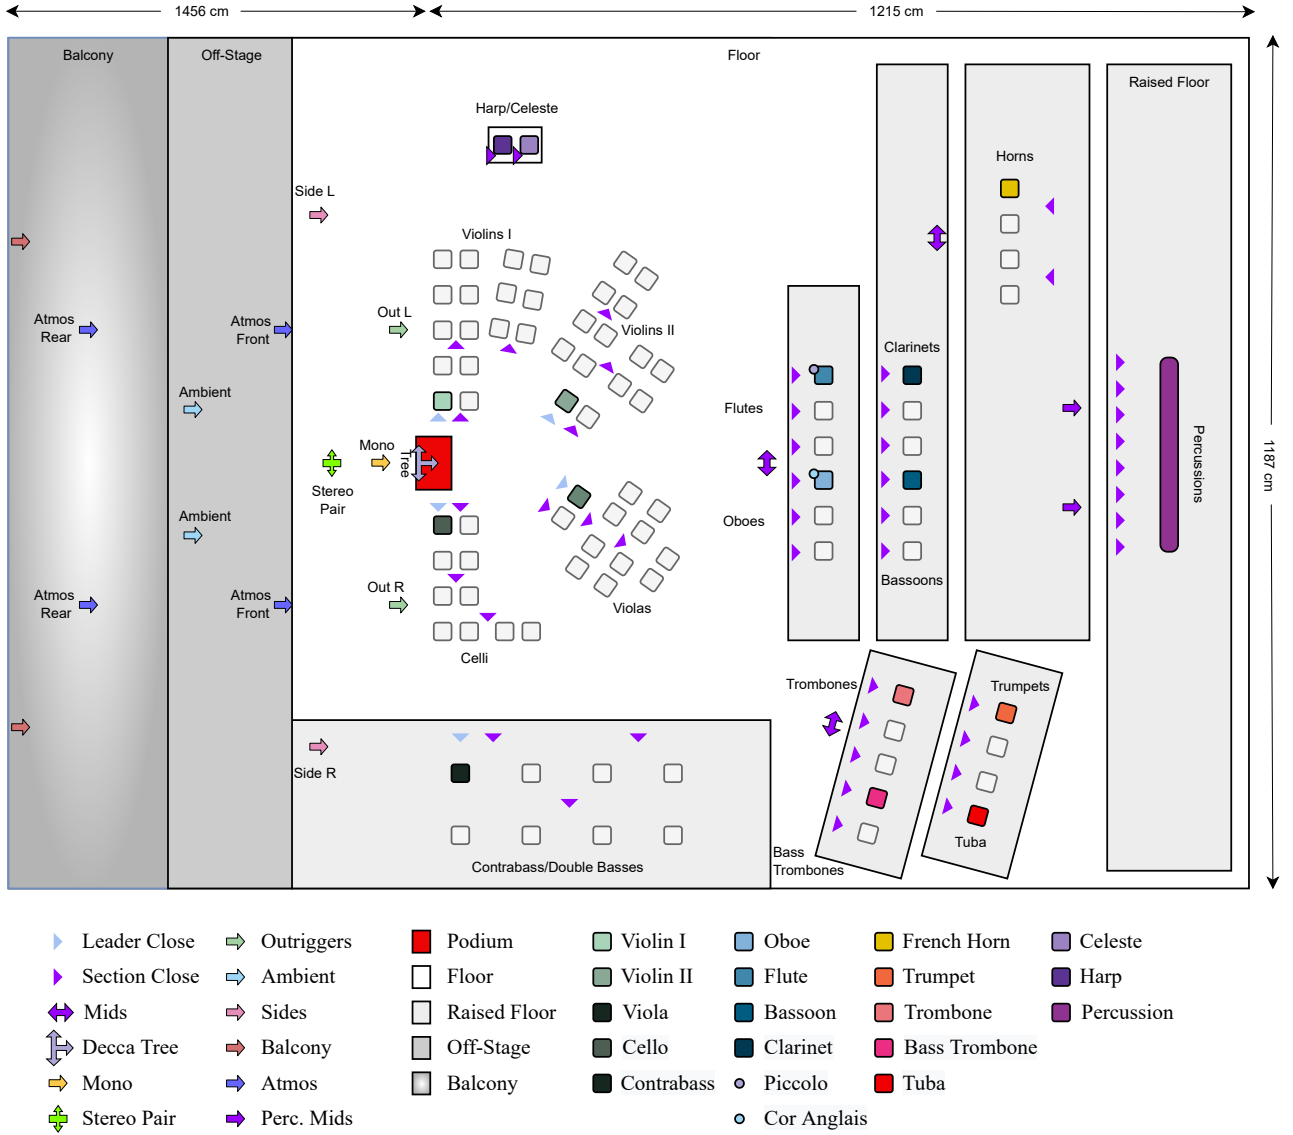 1456 cm
1215 cm
Balcony
Off-Stage
Floor
Raised Floor
Harp/Celeste
Horns
Side L
Violins I
Out L
Violins II
Atmos
Rear
Atmos
Front
Clarinets
Ambient
Flutes
Mono
Tree
Percussions
1187 cm
Stereo
Pair
Ambient
Oboes
Bassoons
Atmos
Rear
Atmos
Front
Out R
Violas
Celli
Trombones
Trumpets
Side R
Tuba
Contrabass/Double Basses
Bass
Trombones
Leader Close
Outriggers
Podium
Violin I
Oboe
French Horn
Celeste
Section Close
Ambient
Floor
Violin II
Flute
Trumpet
Harp
Mids
Sides
Raised Floor
Viola
Bassoon
Trombone
Percussion
Decca Tree
Balcony
Off-Stage
Cello
Clarinet
Bass Trombone
Mono
Atmos
Balcony
Contrabass
Piccolo
Tuba
Stereo Pair
Perc. Mids
Cor Anglais